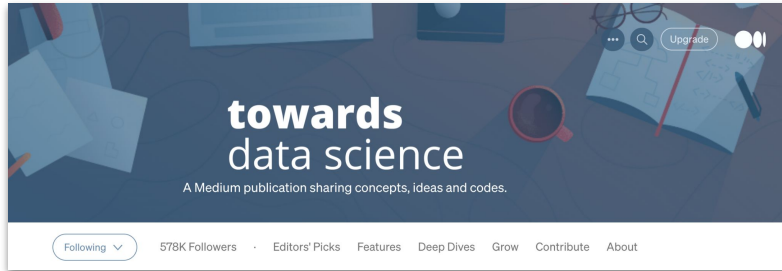 Upgrade
towards
data science
A Medium publication sharing concepts, ideas and codes.
Following
578K Followers · Editors' Picks Features Deep Dives Grow Contribute About